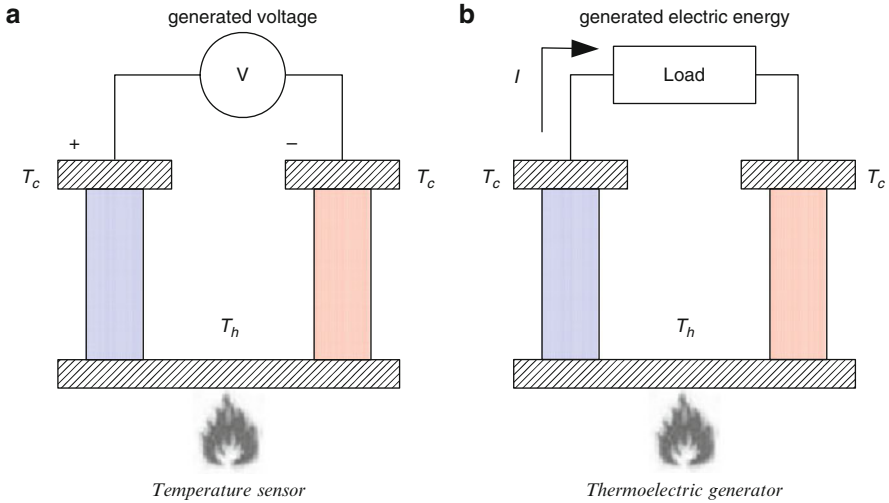 a
generated voltage
V
+
−
T_c
T_c
T_h
Temperature sensor
b
generated electric energy
I
Load
T_c
T_c
T_h
Thermoelectric generator